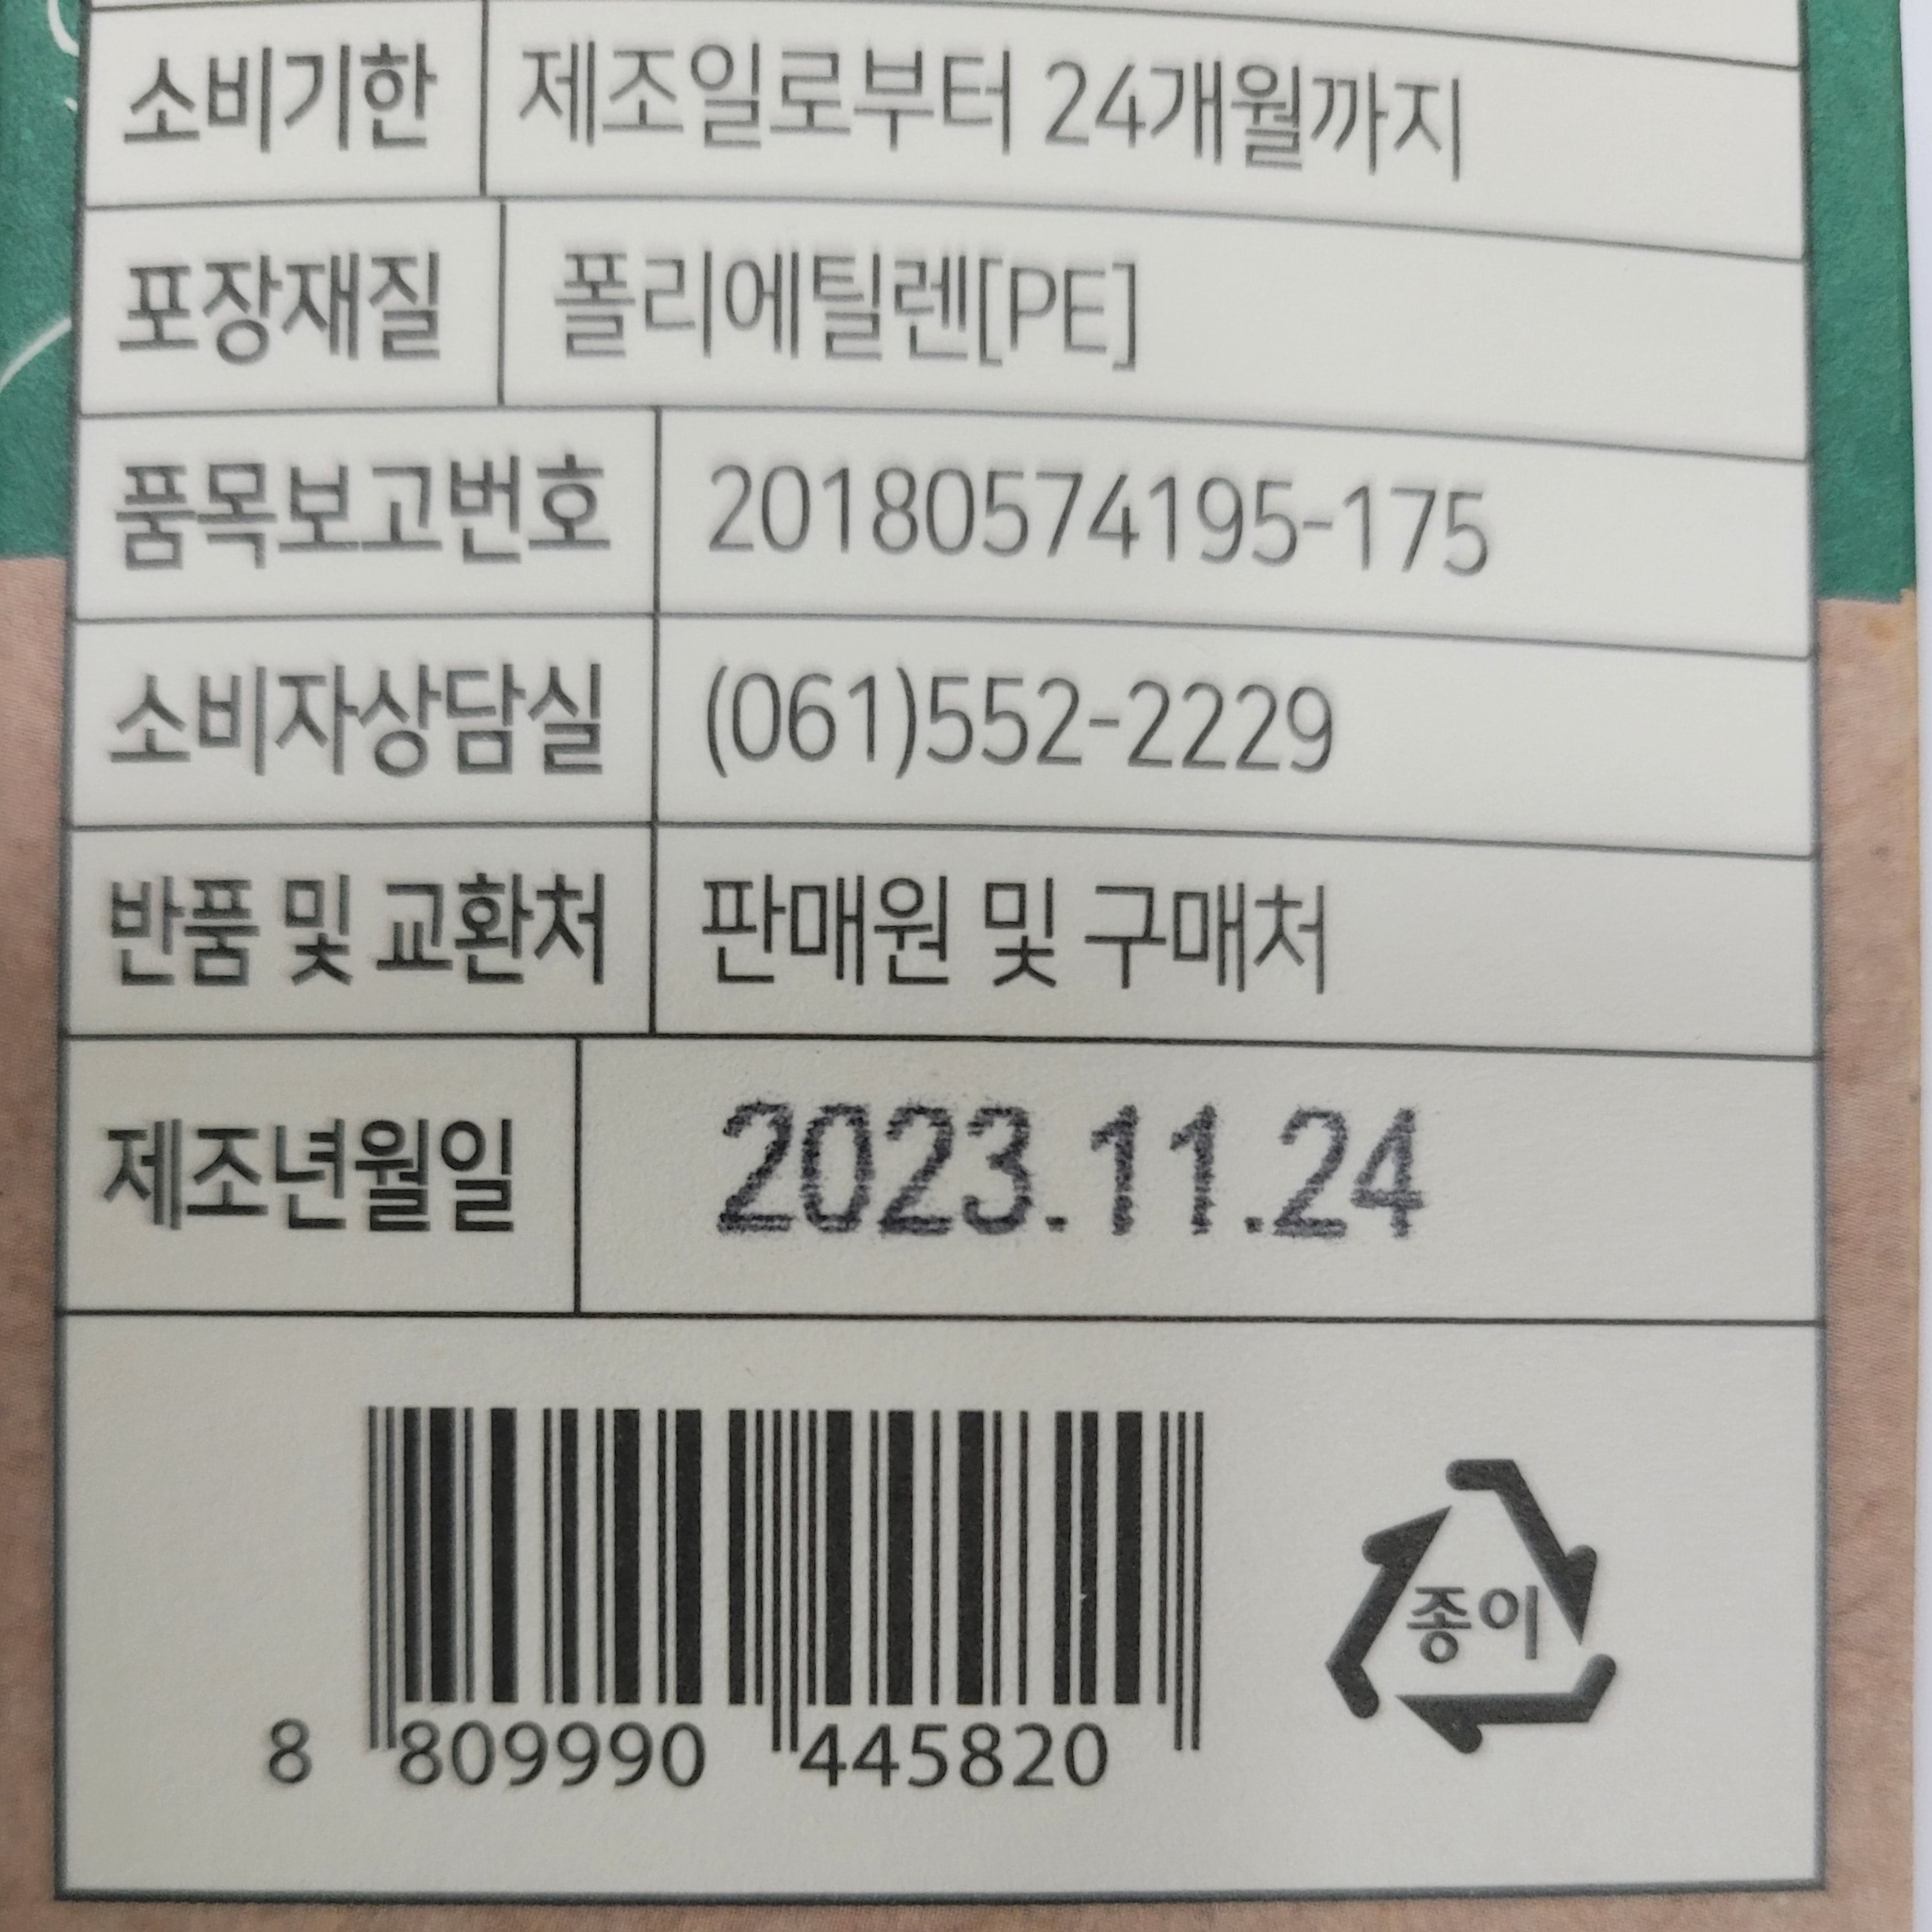 소비기한 제조일로부터 24개월까지
포장재질 폴리에틸렌[PE]
품목보고번호 20180574195-175
소비자상담실 (061)552-2229
반품 및 교환처 판매원 및 구매처
제조년월일 2023.11.24
종이
8 809990 445820